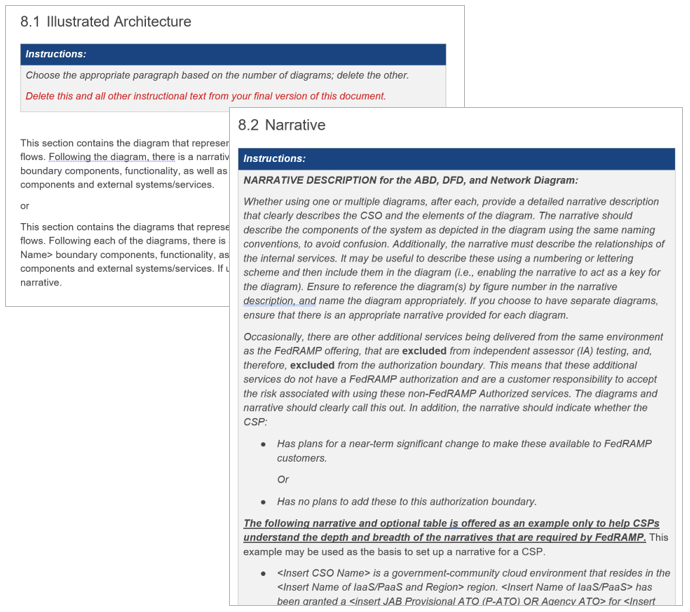 8.1 Illustrated Architecture
Instructions:
Choose the appropriate paragraph based on the number of diagrams; delete the other.
Delete this and all other instructional text from your final version of this document.
This section contains the diagram that
flows. Following the diagram, there is a
boundary components, functionality, as well as
components and external systems/services.
or
This section contains the diagrams that
flows. Following each of the diagrams, there is
Name> boundary components, functionality, as
components and external systems/services. If
narrative.
8.2 Narrative
Instructions:
NARRATIVE DESCRIPTION for the ABD, DFD, and Network Diagram:
Whether using one or multiple diagrams, after each, provide a detailed narrative description
that clearly describes the CSO and the elements of the diagram. The narrative should
describe the components of the system as depicted in the diagram using the same naming
conventions, to avoid confusion. Additionally, the narrative must describe the relationships of
the internal services. It may be useful to describe these using a numbering or lettering
scheme and then include them in the diagram (i.e., enabling the narrative to act as a key for
the diagram). Ensure to reference the diagram(s) by figure number in the narrative
description, and name the diagram appropriately. If you choose to have separate diagrams,
ensure that there is an appropriate narrative provided for each diagram.
Occasionally, there are other additional services being delivered from the same environment
as the FedRAMP offering, that are excluded from independent assessor (IA) testing, and,
therefore, excluded from the authorization boundary. This means that these additional
services do not have a FedRAMP authorization and are a customer responsibility to accept
the risk associated with using these non-FedRAMP Authorized services. The diagrams and
narrative should clearly call this out. In addition, the narrative should indicate whether the
CSP:
• Has plans for a near-term significant change to make these available to FedRAMP
customers.
Or
• Has no plans to add these to this authorization boundary.
The following narrative and optional table is offered as an example only to help CSPs
understand the depth and breadth of the narratives that are required by FedRAMP. This
example may be used as the basis to set up a narrative for a CSP.
• <Insert CSO Name> is a government-community cloud environment that resides in the
<Insert Name of IaaS/PaaS and Region> region. <Insert Name of IaaS/PaaS> has
been granted a <insert JAB Provisional ATO (P-ATO) OR Agency ATO> for <Insert